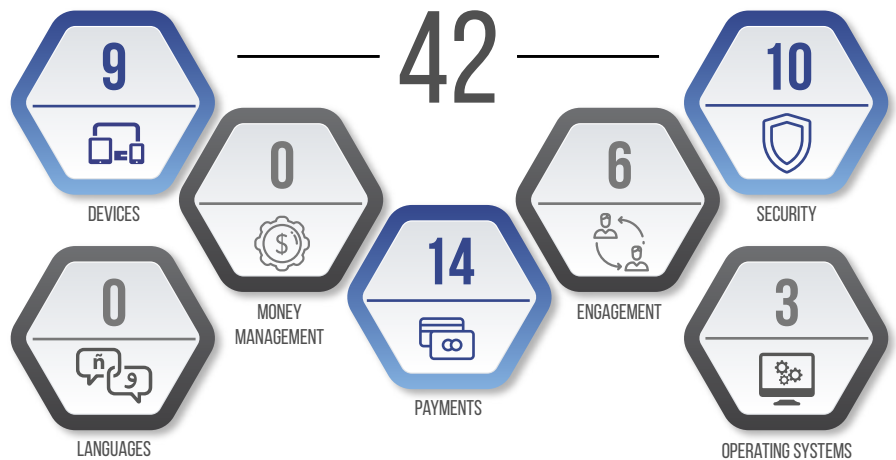 42
9
DEVICES
10
SECURITY
0
$
MONEY
MANAGEMENT
6
ENGAGEMENT
14
PAYMENTS
0
ñ
و
LANGUAGES
3
OPERATING SYSTEMS